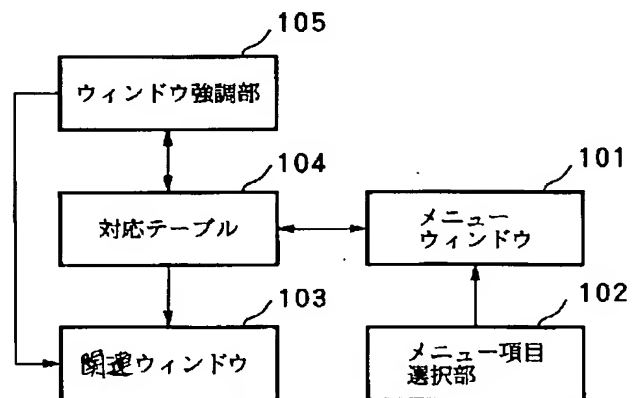 105
ウィンドウ強調部
104
対応テーブル
101
メニュー
ウィンドウ
103
関連ウィンドウ
102
メニュー項目
選択部